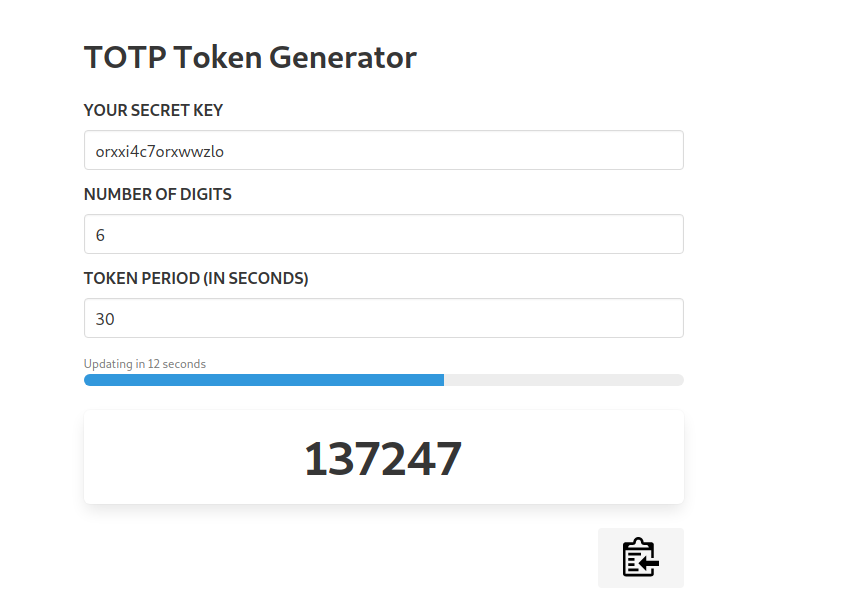 TOTP Token Generator
YOUR SECRET KEY
orxxi4c7orxwwzlo
NUMBER OF DIGITS
6
TOKEN PERIOD (IN SECONDS)
30
Updating in 12 seconds
137247